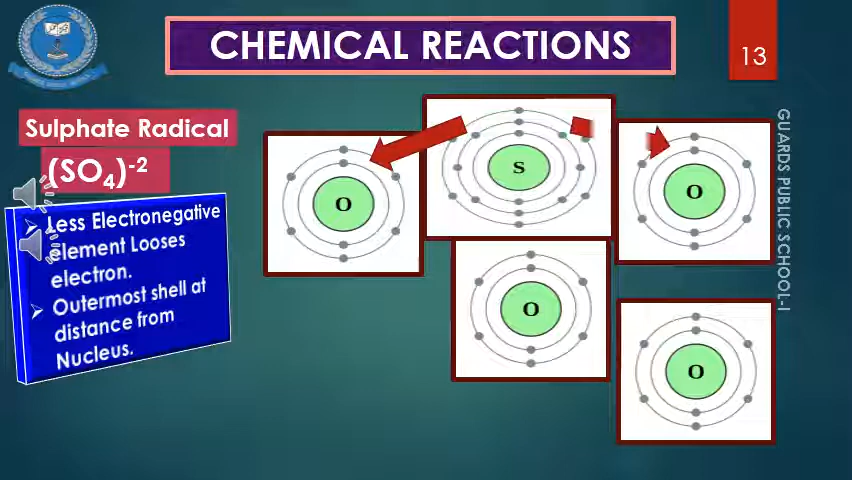 CHEMICAL REACTIONS
13
Sulphate Radical
(SO₄)⁻²
➢ Less Electronegative
element Looses
electron.
➢ Outermost shell at
distance from
Nucleus.
O
S
O
O
O
GUARDS PUBLIC SCHOOL-I